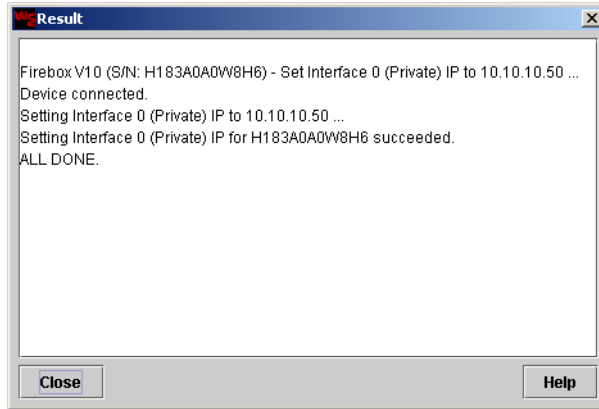 WG Result
Firebox V10 (S/N: H183A0A0W8H6) - Set Interface 0 (Private) IP to 10.10.10.50 ...
Device connected.
Setting Interface 0 (Private) IP to 10.10.10.50 ...
Setting Interface 0 (Private) IP for H183A0A0W8H6 succeeded.
ALL DONE.
Close Help